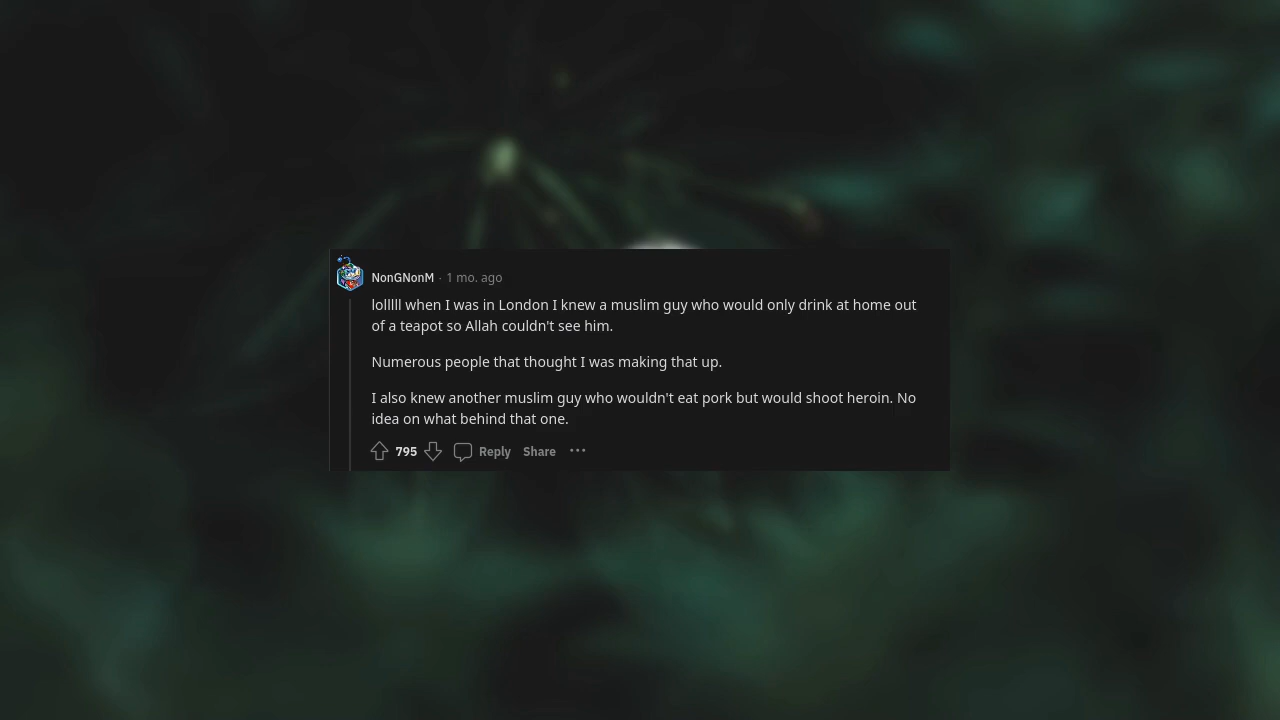 NonGNonM · 1 mo. ago
lolllll when I was in London I knew a muslim guy who would only drink at home out
of a teapot so Allah couldn't see him.
Numerous people that thought I was making that up.
I also knew another muslim guy who wouldn't eat pork but would shoot heroin. No
idea on what behind that one.
795 Reply Share ···